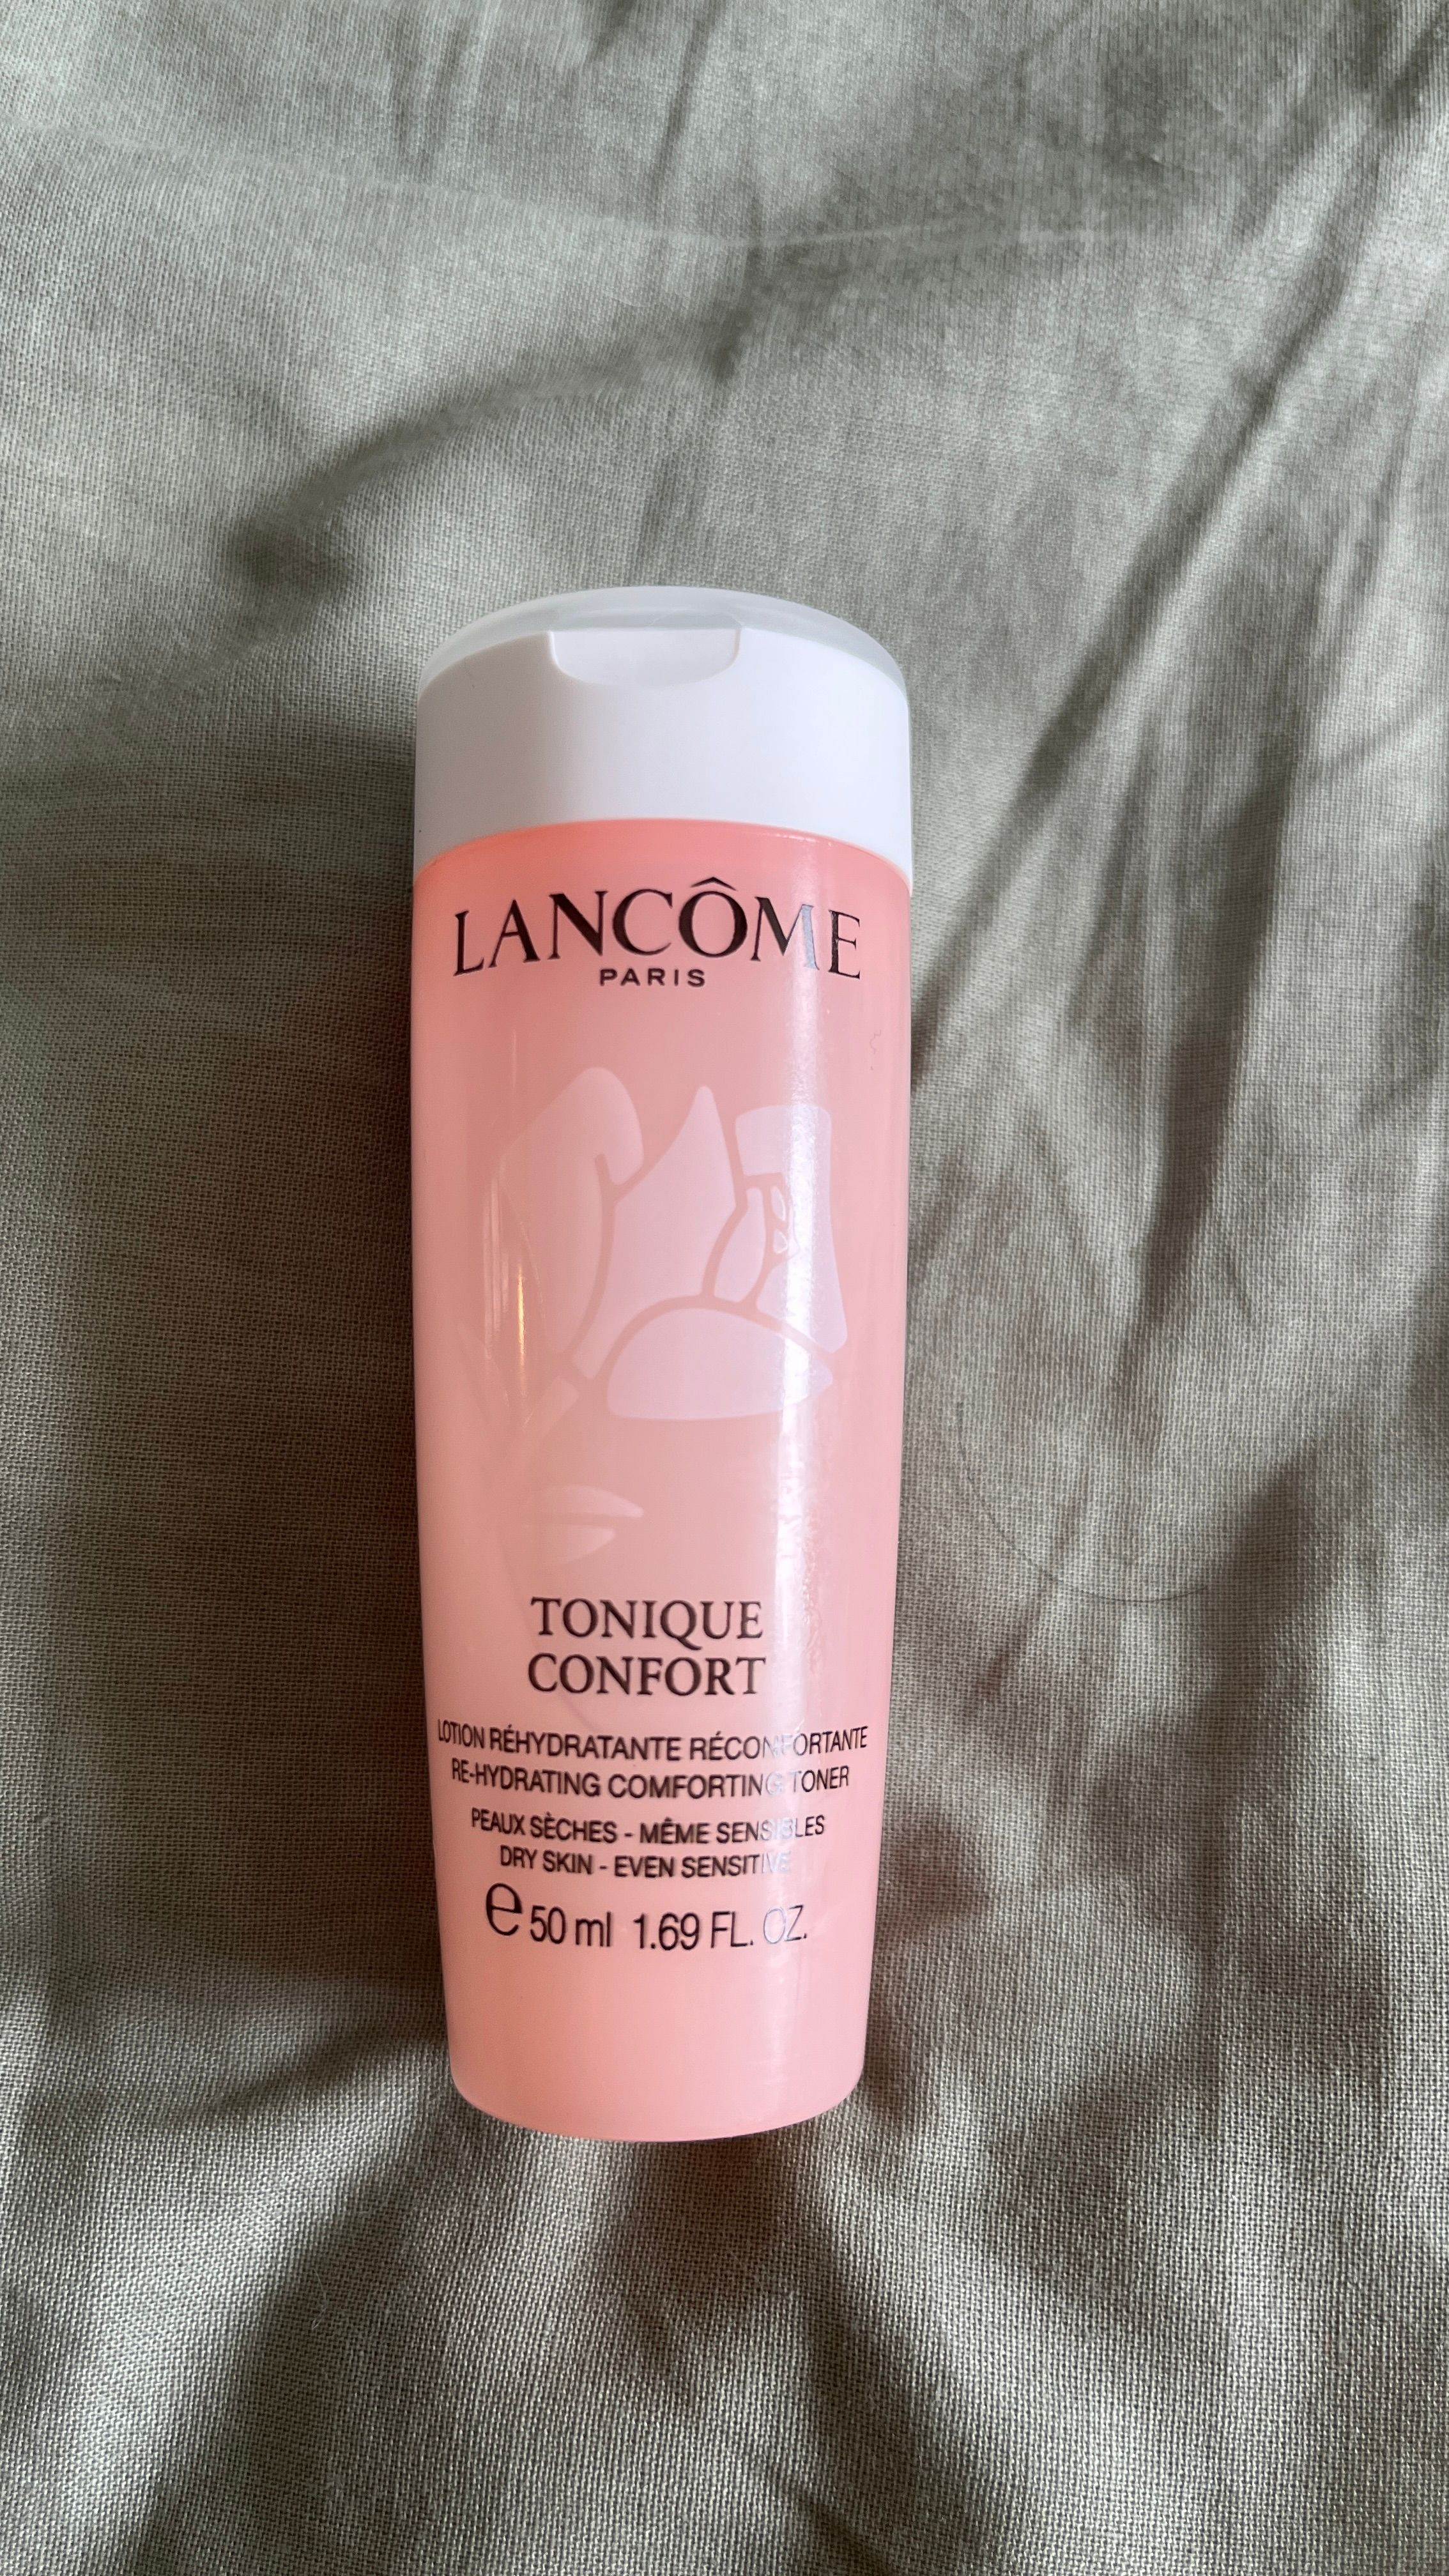 LANCÔME
PARIS
TONIQUE
CONFORT
LOTION RÉHYDRATANTE RÉCONFORTANTE
RE-HYDRATING COMFORTING TONER
PEAUX SÈCHES - MÊME SENSIBLES
DRY SKIN - EVEN SENSITIVE
℮ 50 ml 1.69 FL. OZ.